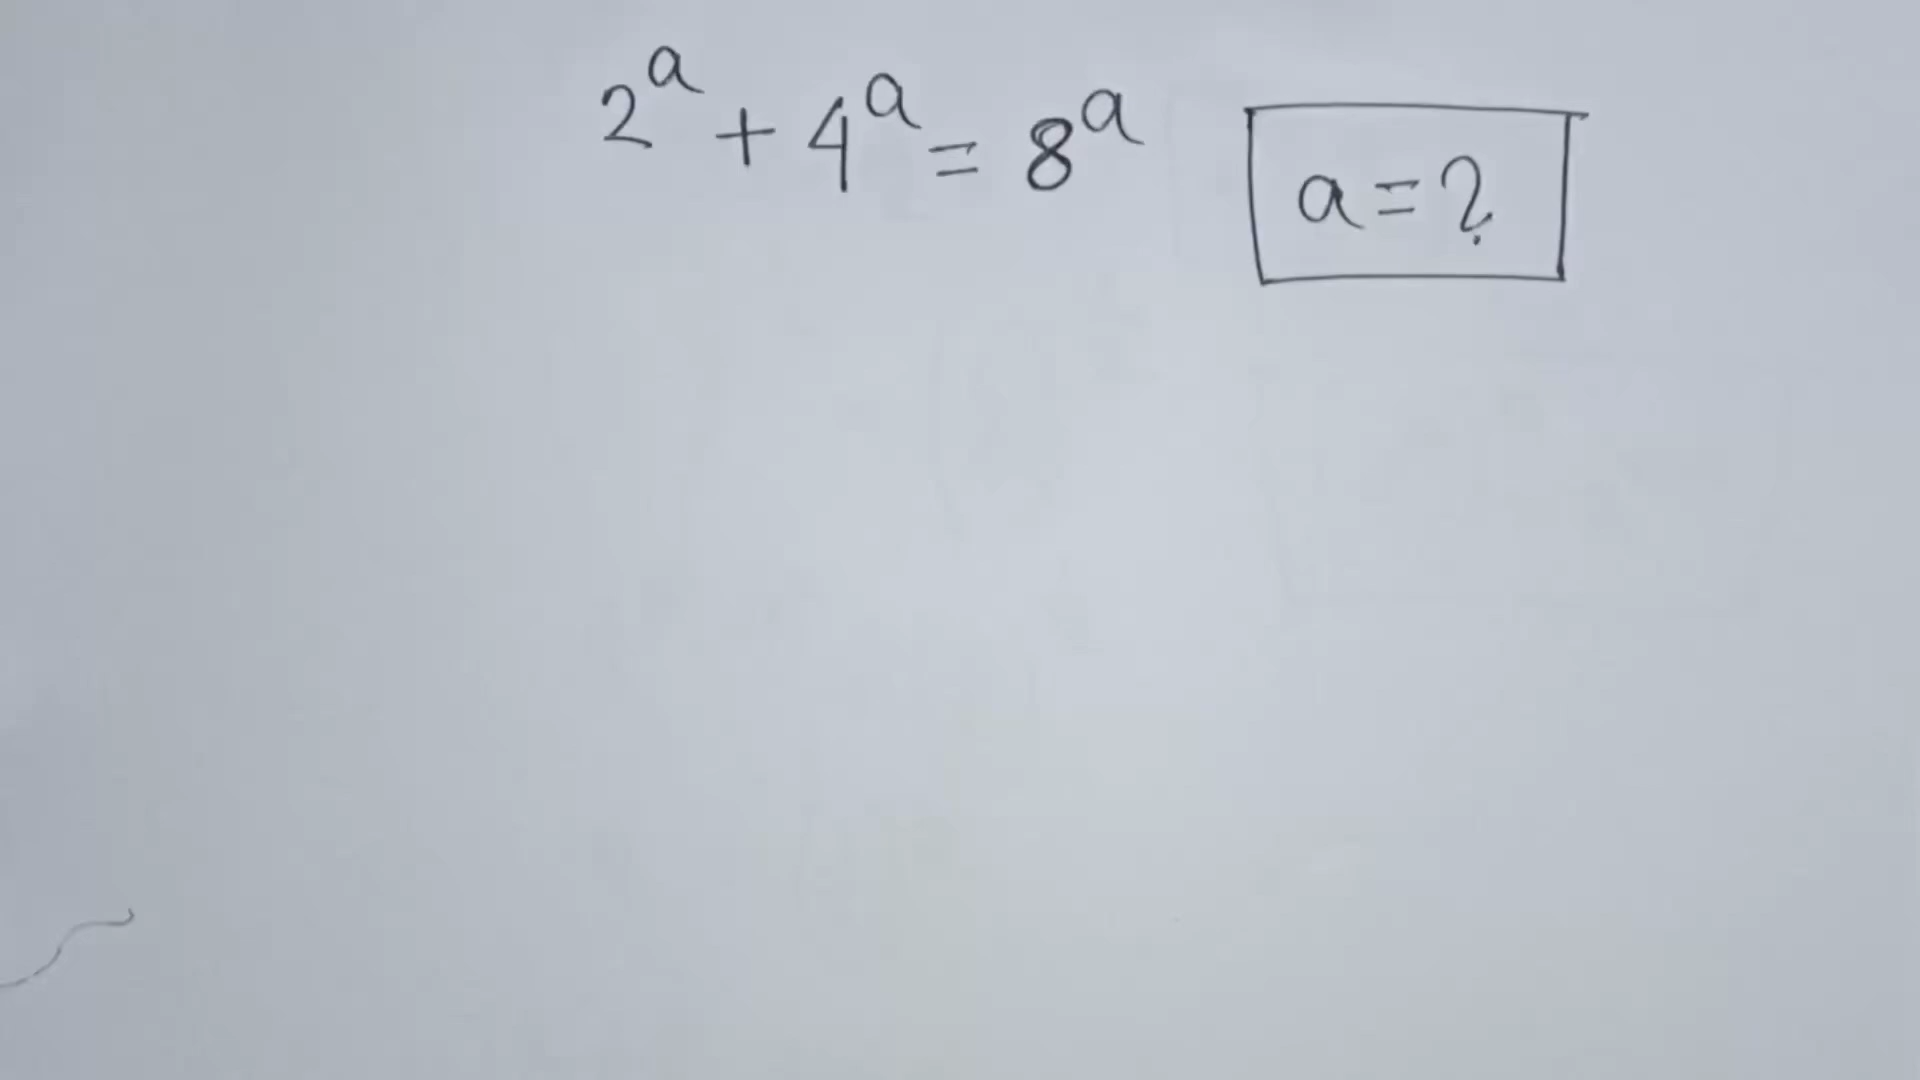 2^a + 4^a = 8^a
a = ?